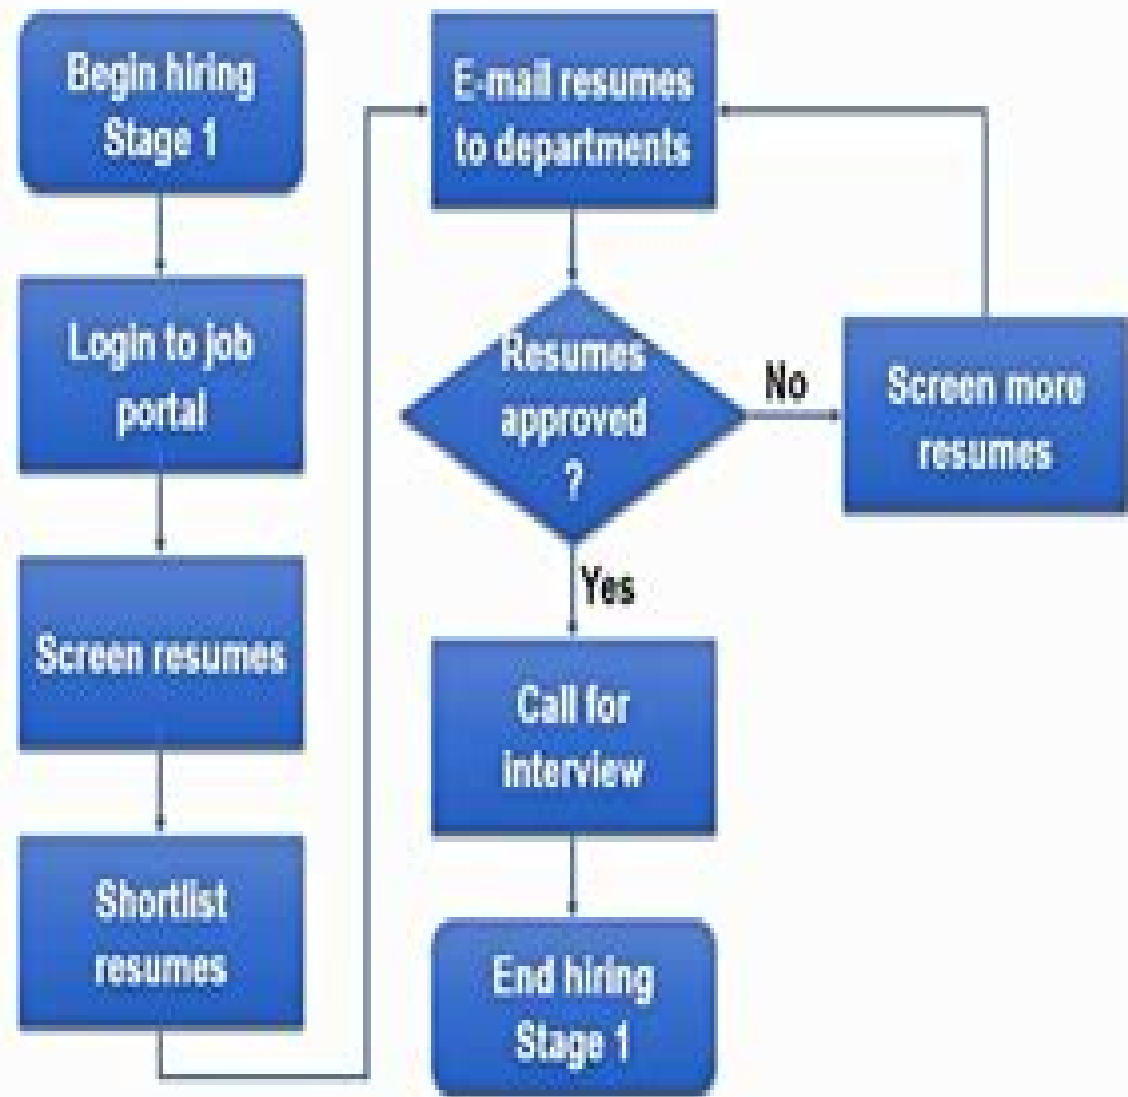 Begin hiring
Stage 1
Login to job
portal
Screen resumes
Shortlist
resumes
E-mail resumes
to departments
Resumes
approved
?
No
Screen more
resumes
Yes
Call for
interview
End hiring
Stage 1